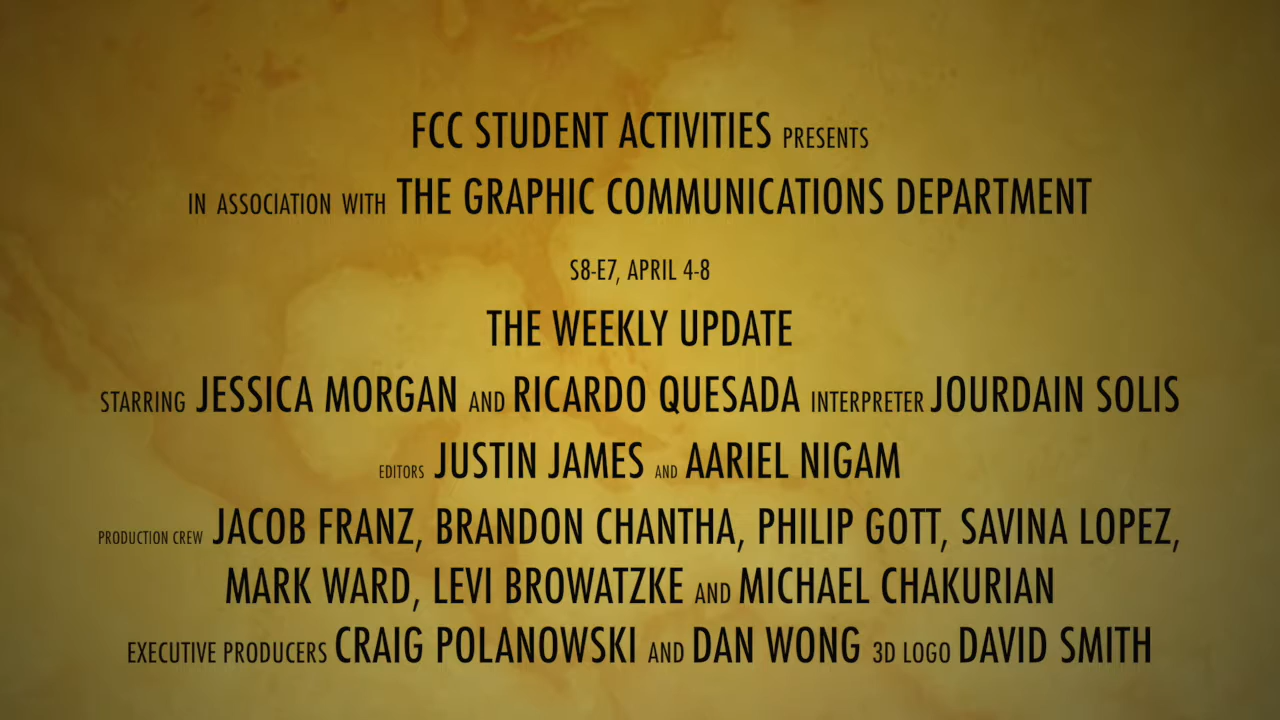 FCC STUDENT ACTIVITIES PRESENTS
IN ASSOCIATION WITH THE GRAPHIC COMMUNICATIONS DEPARTMENT
S8-E7, APRIL 4-8
THE WEEKLY UPDATE
STARRING JESSICA MORGAN AND RICARDO QUESADA INTERPRETER JOURDAIN SOLIS
EDITORS JUSTIN JAMES AND AARIEL NIGAM
PRODUCTION CREW JACOB FRANZ, BRANDON CHANTHA, PHILIP GOTT, SAVINA LOPEZ,
MARK WARD, LEVI BROWATZKE AND MICHAEL CHAKURIAN
EXECUTIVE PRODUCERS CRAIG POLANOWSKI AND DAN WONG 3D LOGO DAVID SMITH